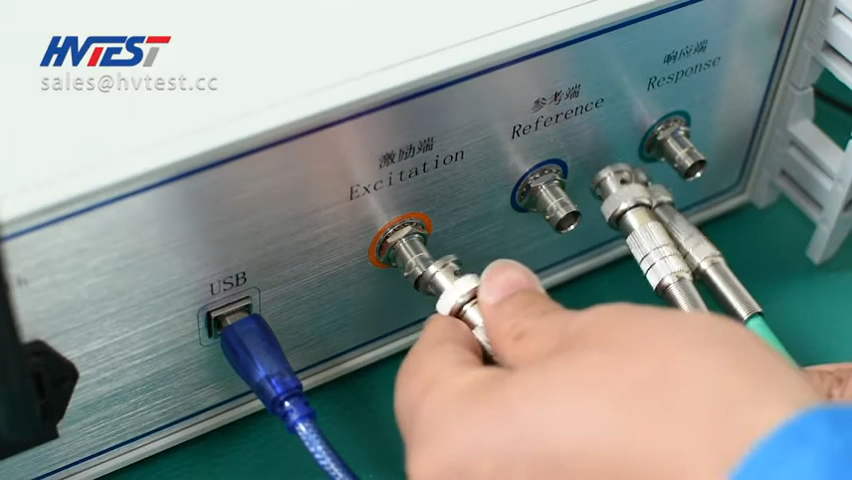 HVTEST
sales@hvtest.cc
响应端
Response
参考端
Reference
激励端
Excitation
USB